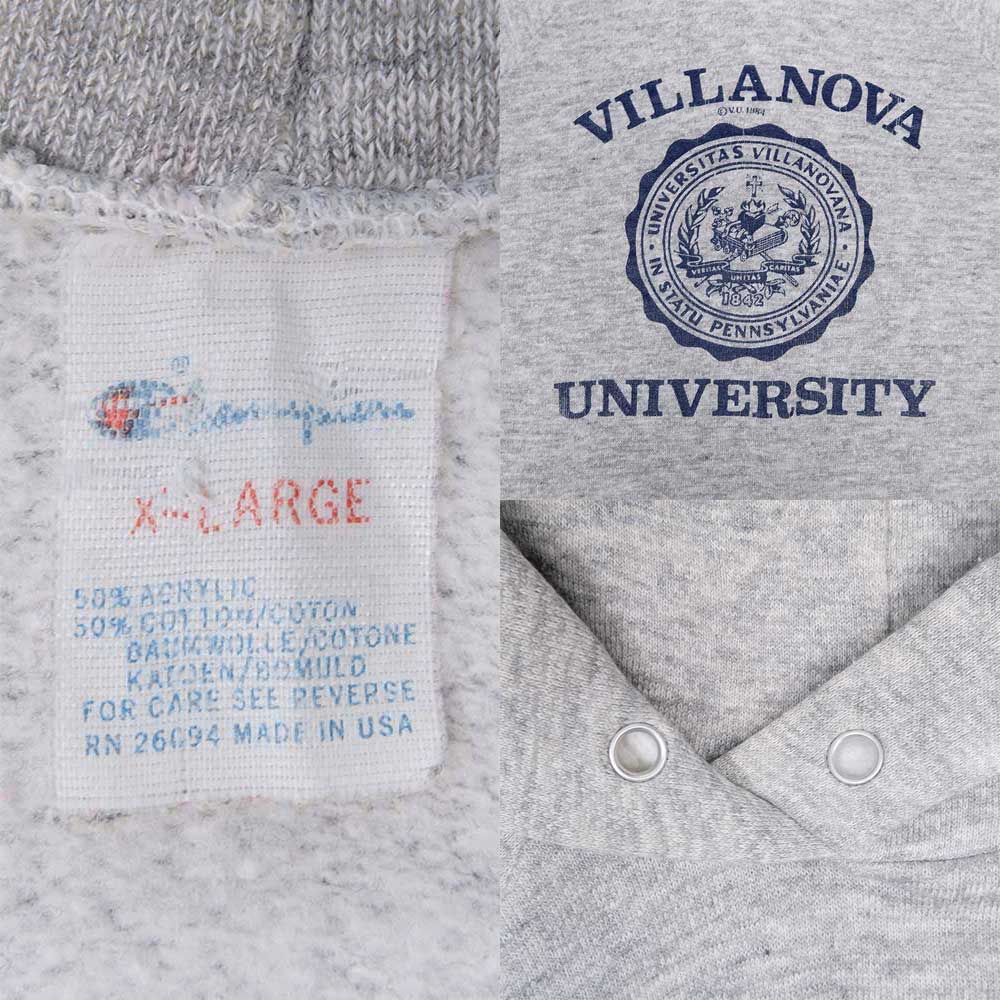 ®
Champion
X-LARGE
50% ACRYLIC
50% COTTON/COTON
BAUMWOLLE/COTONE
KATOEN/BOMULD
FOR CARE SEE REVERSE
RN 26094 MADE IN USA
VILLANOVA
© V.U. 1984
UNIVERSITAS VILLANOVANA
· IN STATU PENNSYLVANIAE ·
VERITAS UNITAS CARITAS
1842
UNIVERSITY